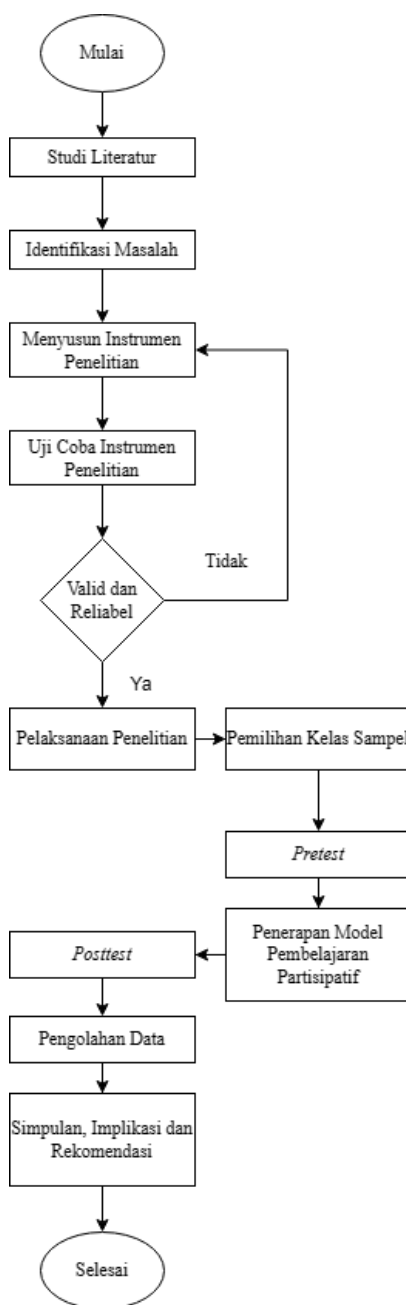 Mulai
Studi Literatur
Identifikasi Masalah
Menyusun Instrumen
Penelitian
Uji Coba Instrumen
Penelitian
Valid dan
Reliabel
Tidak
Ya
Pelaksanaan Penelitian
Pemilihan Kelas Sampel
Pretest
Penerapan Model
Pembelajaran
Partisipatif
Posttest
Pengolahan Data
Simpulan, Implikasi dan
Rekomendasi
Selesai